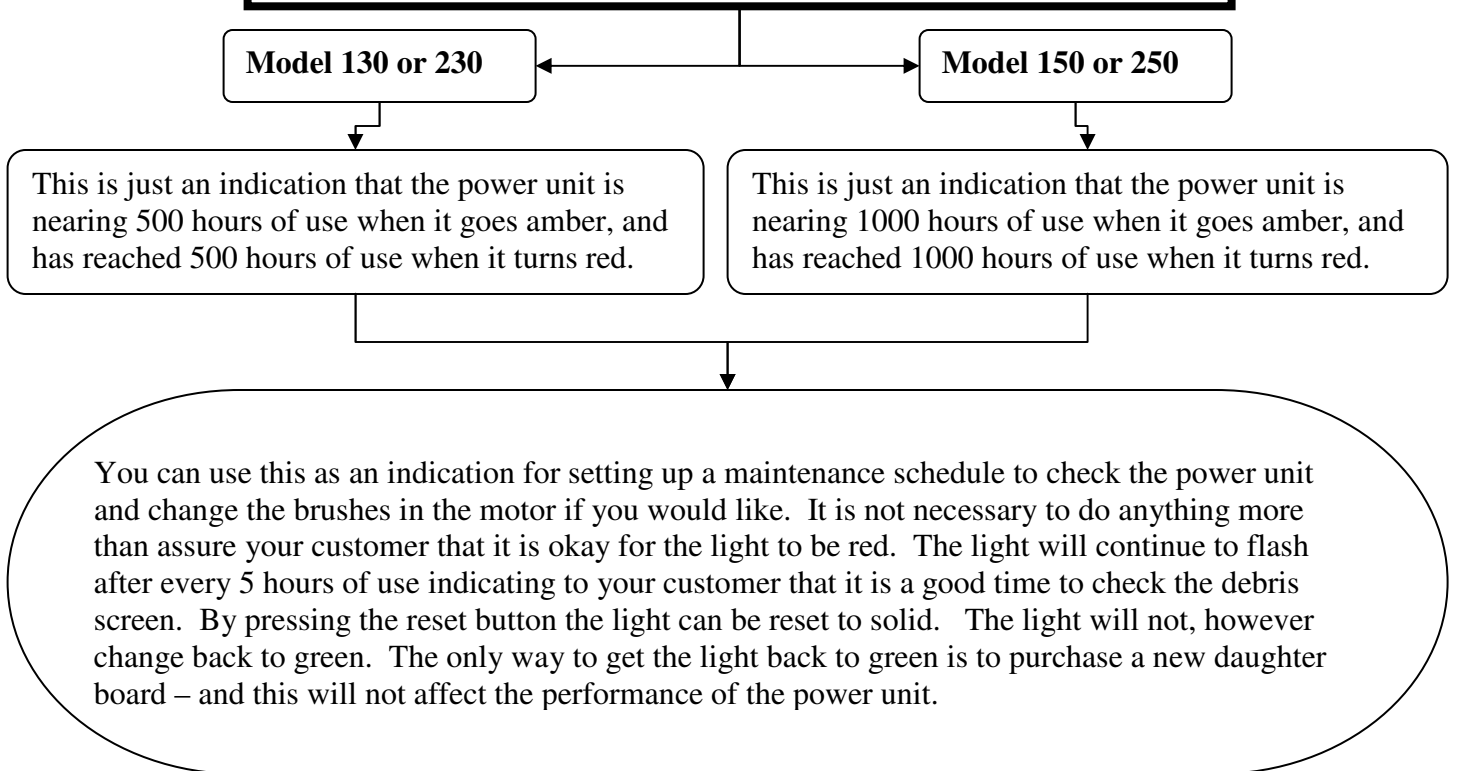 Model 130 or 230
Model 150 or 250
This is just an indication that the power unit is
nearing 500 hours of use when it goes amber, and
has reached 500 hours of use when it turns red.
This is just an indication that the power unit is
nearing 1000 hours of use when it goes amber, and
has reached 1000 hours of use when it turns red.
You can use this as an indication for setting up a maintenance schedule to check the power unit
and change the brushes in the motor if you would like.  It is not necessary to do anything more
than assure your customer that it is okay for the light to be red.  The light will continue to flash
after every 5 hours of use indicating to your customer that it is a good time to check the debris
screen.  By pressing the reset button the light can be reset to solid.   The light will not, however
change back to green.  The only way to get the light back to green is to purchase a new daughter
board – and this will not affect the performance of the power unit.